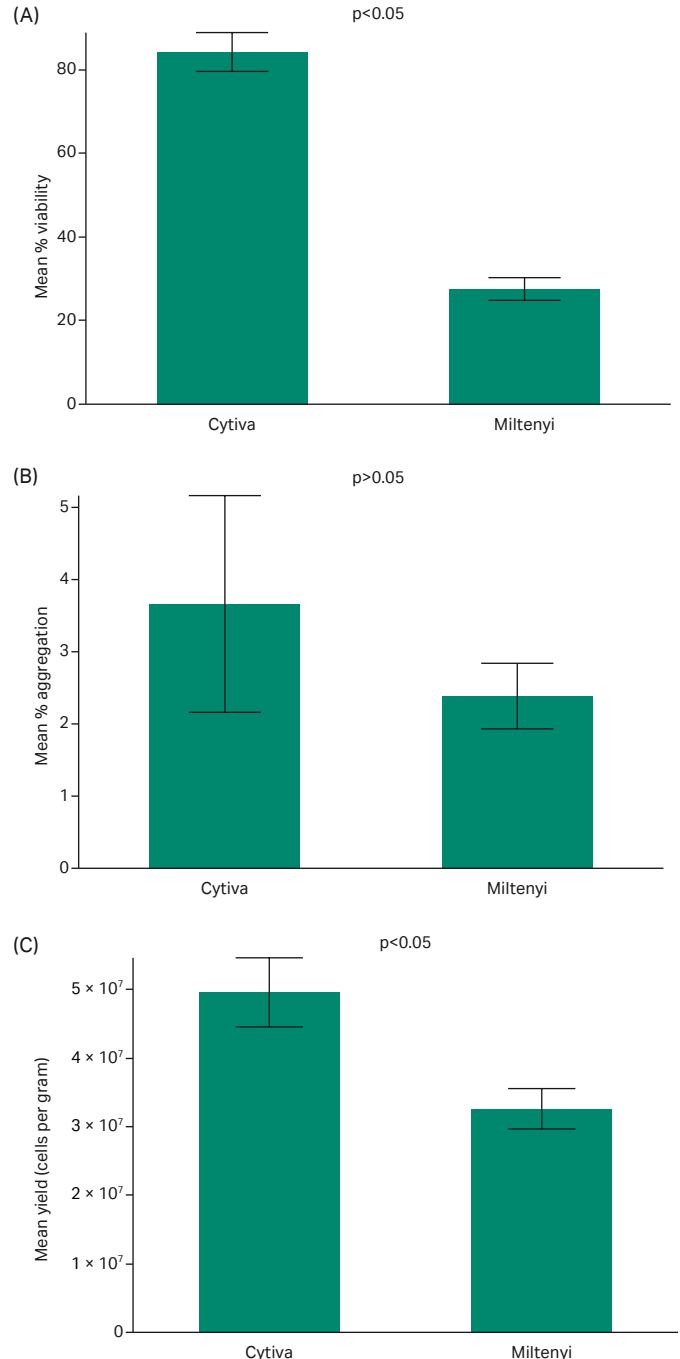 (A)
p<0.05
Mean % viability
80
60
40
20
0
Cytiva
Miltenyi
(B)
p>0.05
Mean % aggregation
5
4
3
2
1
0
Cytiva
Miltenyi
(C)
p<0.05
Mean yield (cells per gram)
5 × 10⁷
4 × 10⁷
3 × 10⁷
2 × 10⁷
1 × 10⁷
0
Cytiva
Miltenyi